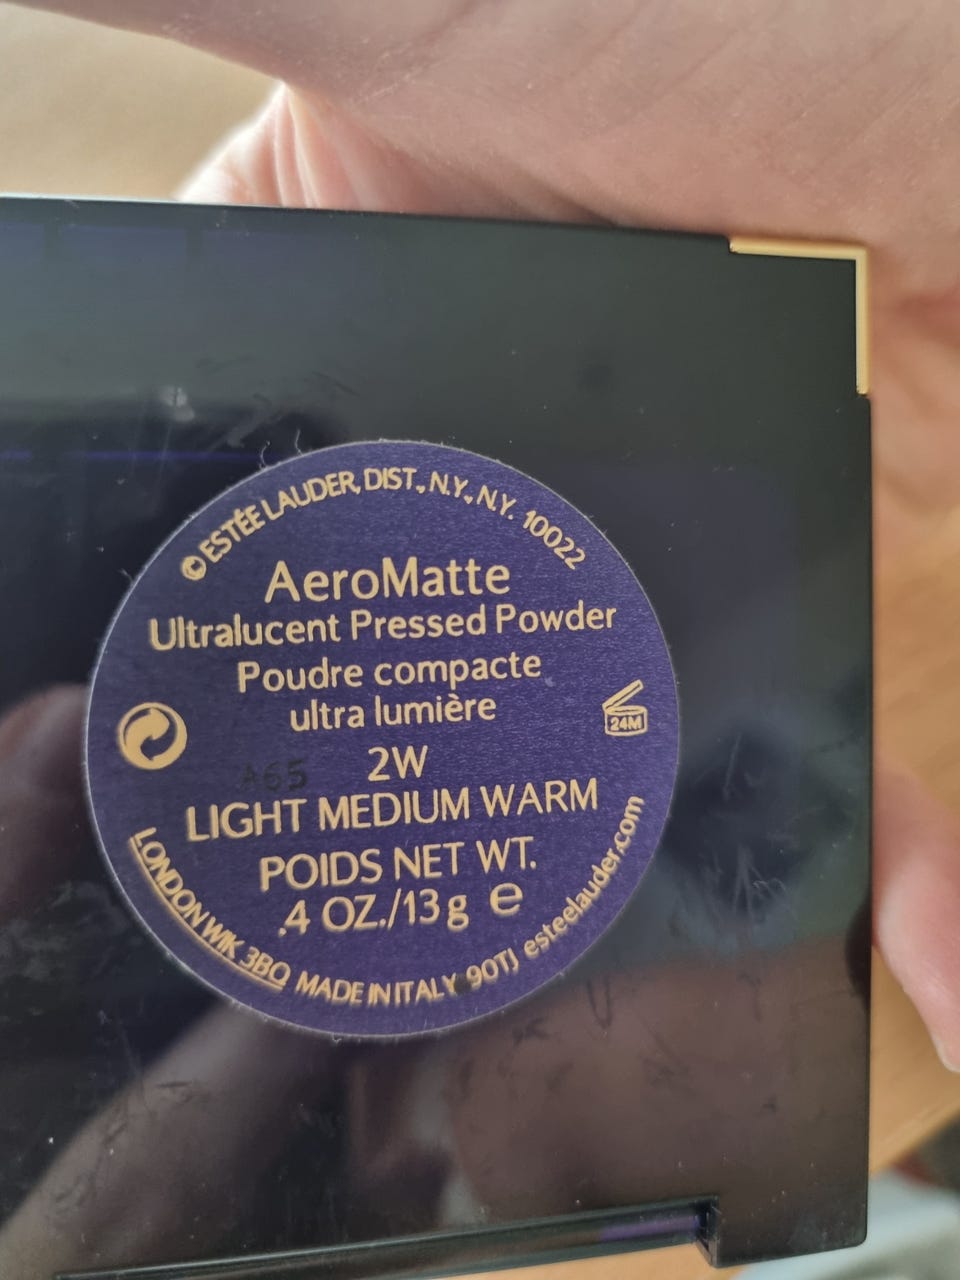 © ESTÉE LAUDER, DIST., N.Y., N.Y. 10022
AeroMatte
Ultralucent Pressed Powder
Poudre compacte
ultra lumière
24M
2W
A65
LIGHT MEDIUM WARM
POIDS NET WT.
.4 OZ./13g e
LONDON W1K 3BQ MADE IN ITALY 90TJ esteelauder.com